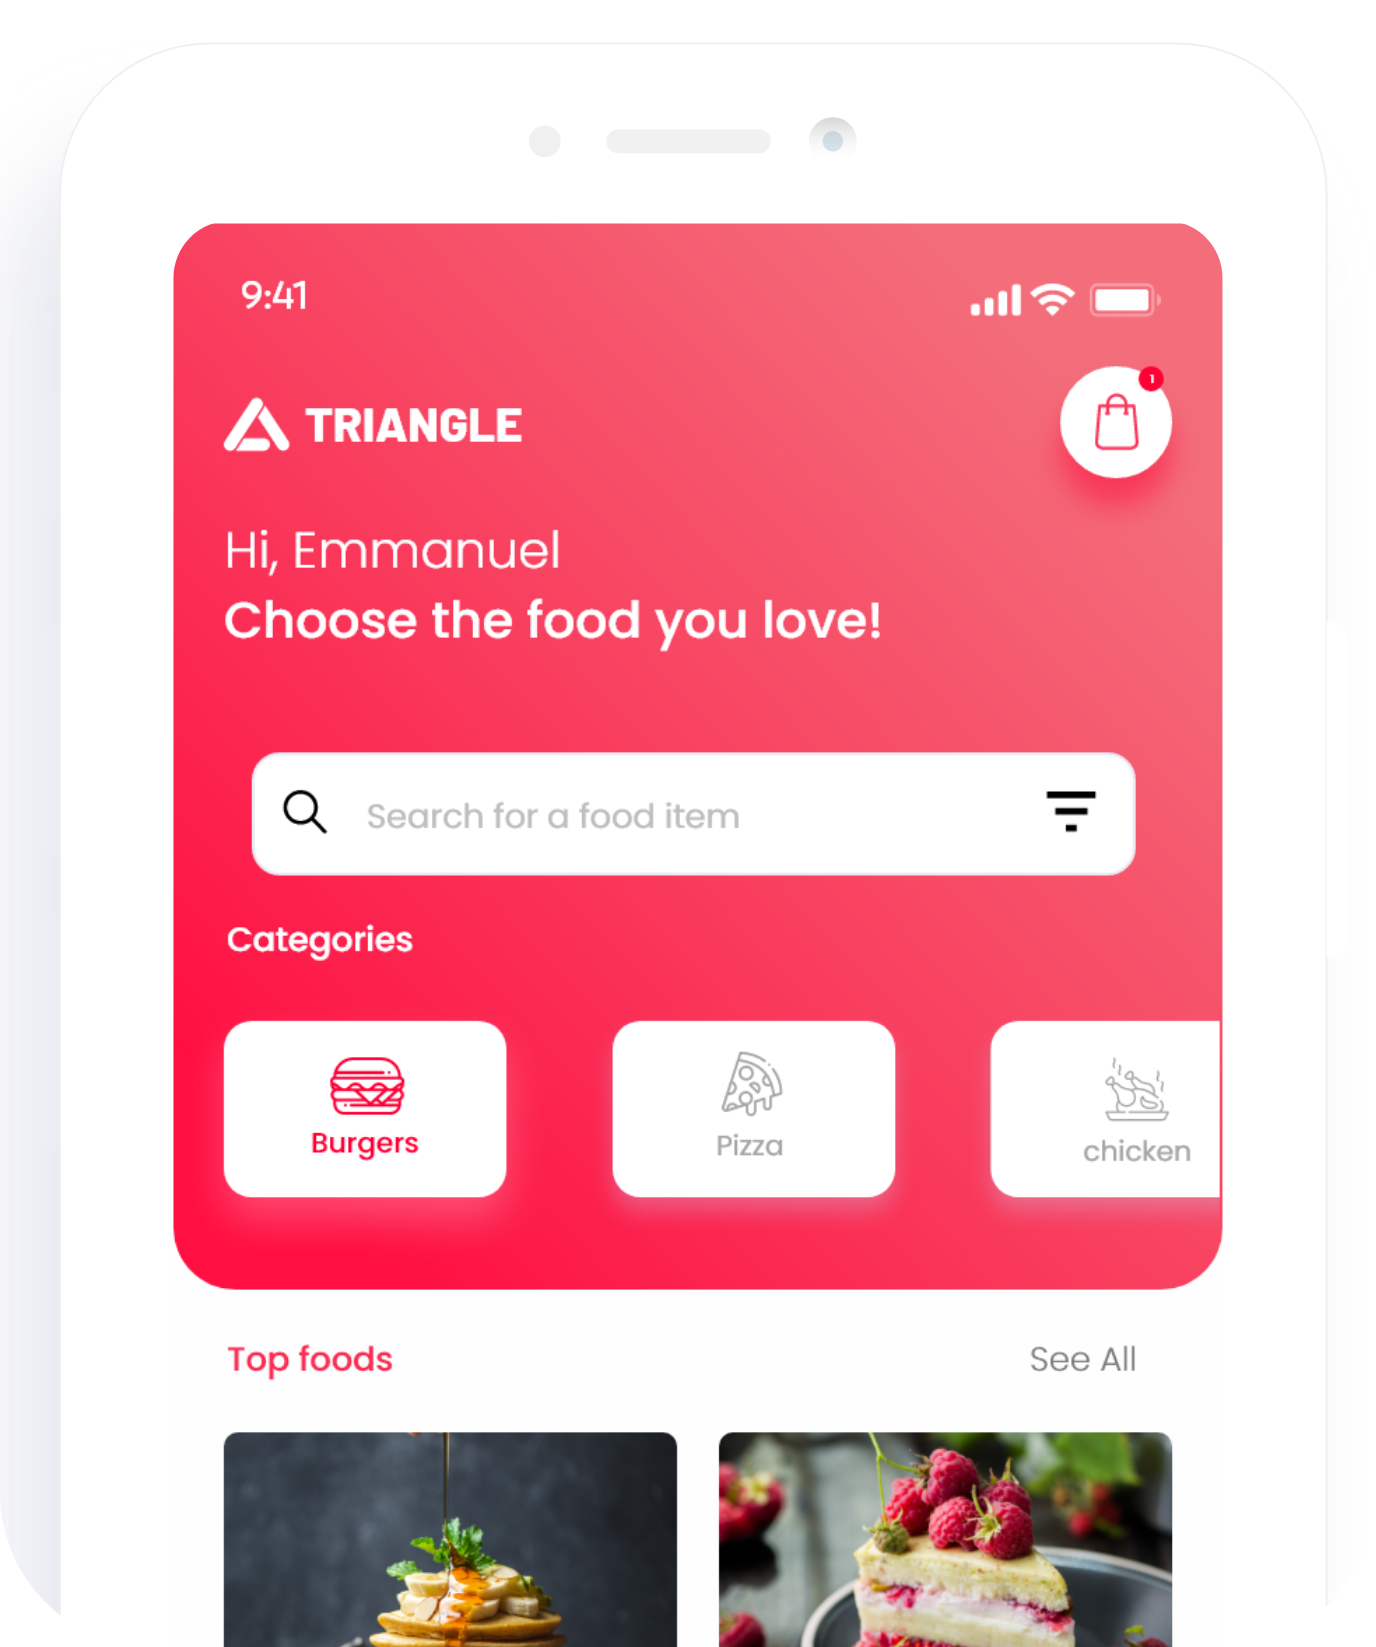 9:41
TRIANGLE
1
Hi, Emmanuel
Choose the food you love!
Search for a food item
Categories
Burgers
Pizza
chicken
Top foods
See All